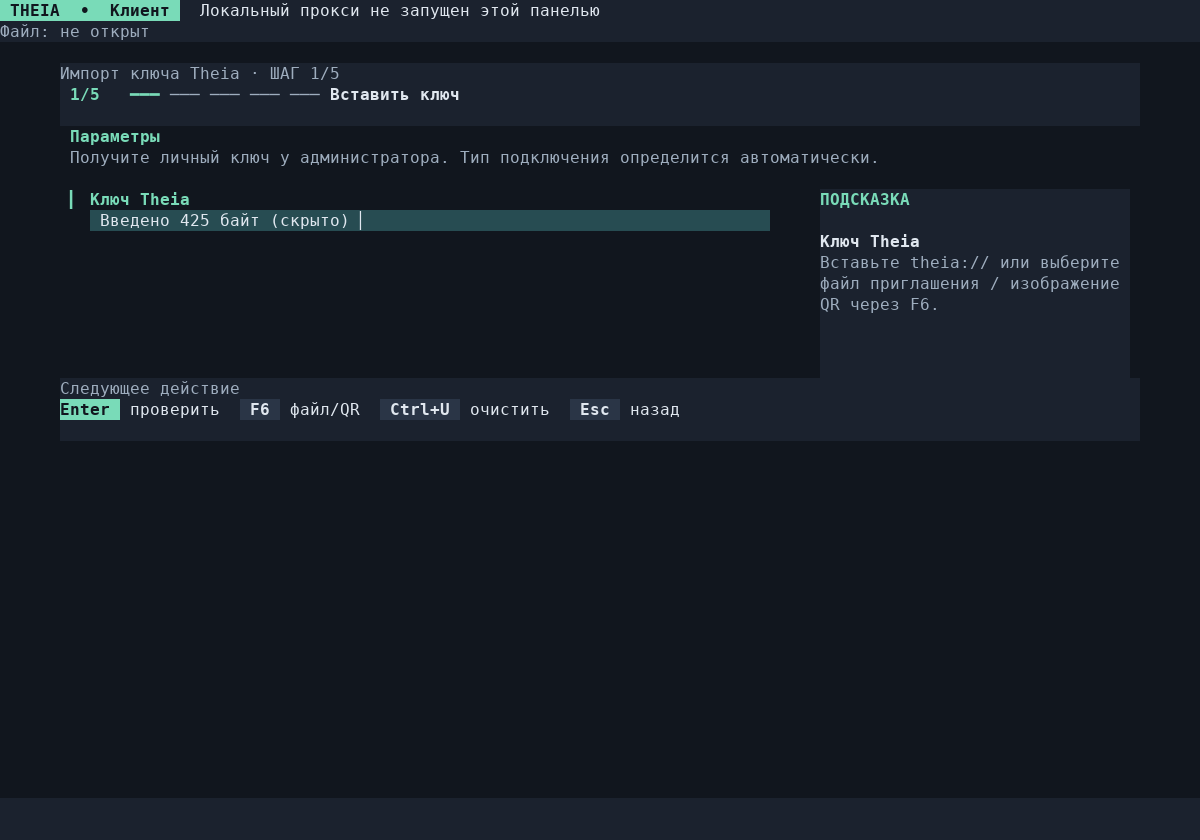 THEIA • Клиент Локальный прокси не запущен этой панелью
Файл: не открыт
Импорт ключа Theia · ШАГ 1/5
1/5 ━━━ ─── ─── ─── ─── Вставить ключ
Параметры
Получите личный ключ у администратора. Тип подключения определится автоматически.
Ключ Theia
Введено 425 байт (скрыто)
ПОДСКАЗКА
Ключ Theia
Вставьте theia:// или выберите
файл приглашения / изображение
QR через F6.
Следующее действие
Enter проверить F6 файл/QR Ctrl+U очистить Esc назад